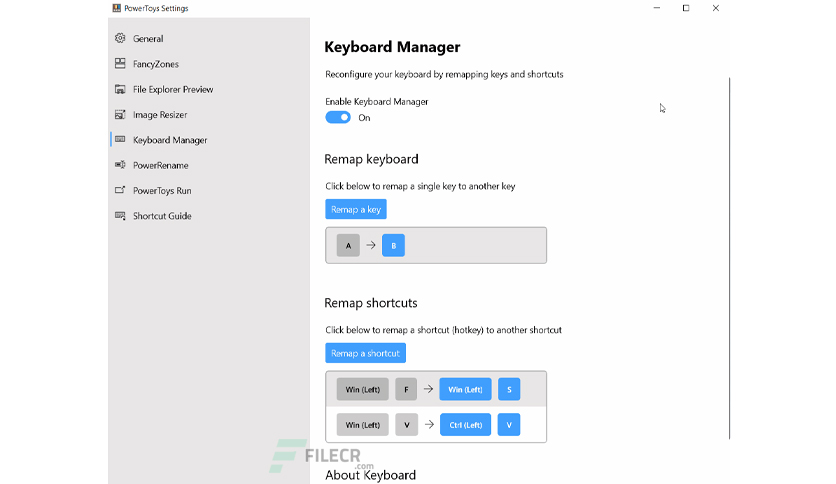 PowerToys Settings
General
FancyZones
File Explorer Preview
Image Resizer
Keyboard Manager
PowerRename
PowerToys Run
Shortcut Guide
Keyboard Manager
Reconfigure your keyboard by remapping keys and shortcuts
Enable Keyboard Manager
On
Remap keyboard
Click below to remap a single key to another key
Remap a key
A → B
Remap shortcuts
Click below to remap a shortcut (hotkey) to another shortcut
Remap a shortcut
Win (Left) F → Win (Left) S
Win (Left) V → Ctrl (Left) V
FILECR
.com
About Keyboard